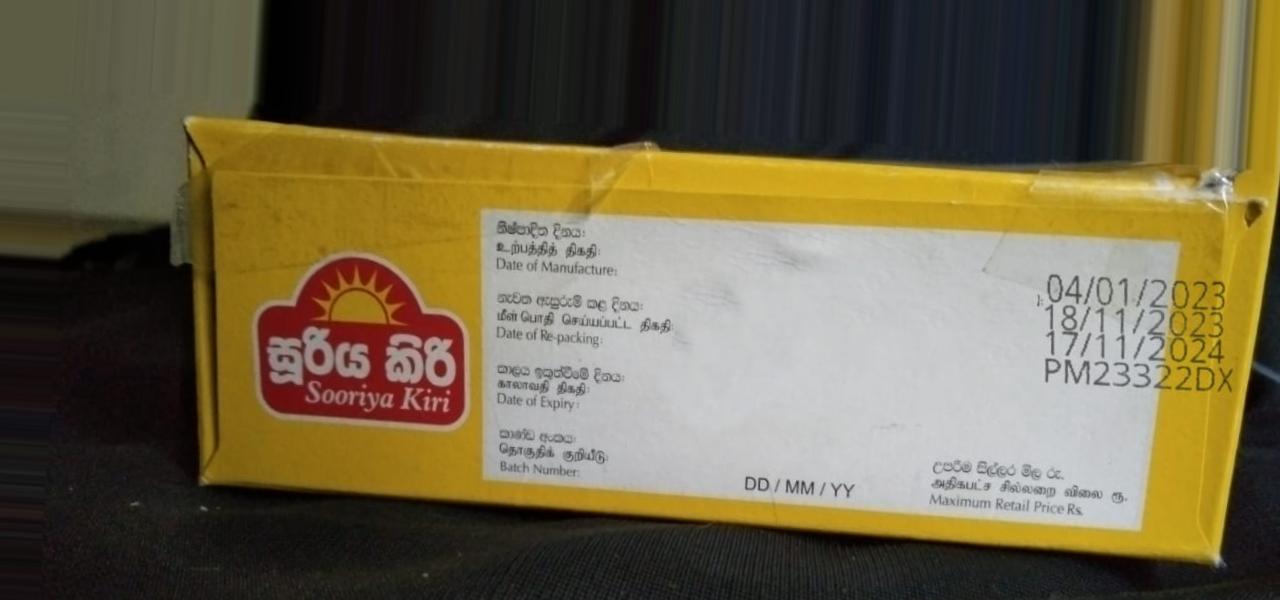 සූරිය කිරි
Sooriya Kiri
නිෂ්පාදිත දිනය:
உற்பத்தித் திகதி:
Date of Manufacture:
නැවත ඇසුරුම් කළ දිනය:
மீள் பொதி செய்யப்பட்ட திகதி:
Date of Re-packing:
කාලය ඉකුත්වීමේ දිනය:
காலாவதி திகதி:
Date of Expiry:
කාණ්ඩ අංකය:
தொகுதிக் குறியீடு:
Batch Number:
DD / MM / YY
04/01/2023
18/11/2023
17/11/2024
PM23322DX
උපරිම සිල්ලර මිල රු.
அதிகபட்ச சில்லறை விலை ரூ.
Maximum Retail Price Rs.